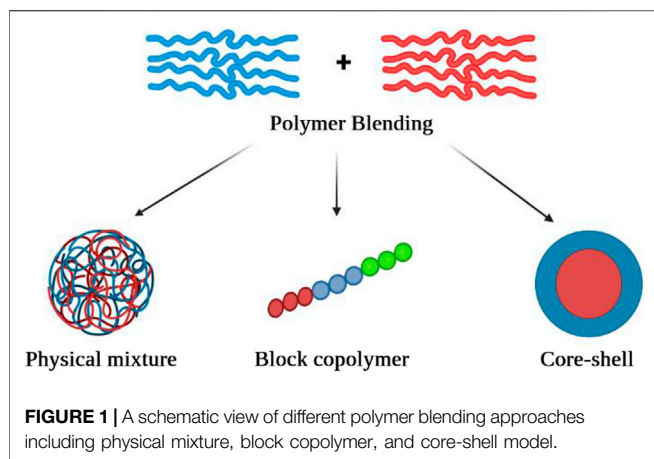 +
Polymer Blending
Physical mixture
Block copolymer
Core-shell
FIGURE 1 | A schematic view of different polymer blending approaches
including physical mixture, block copolymer, and core-shell model.